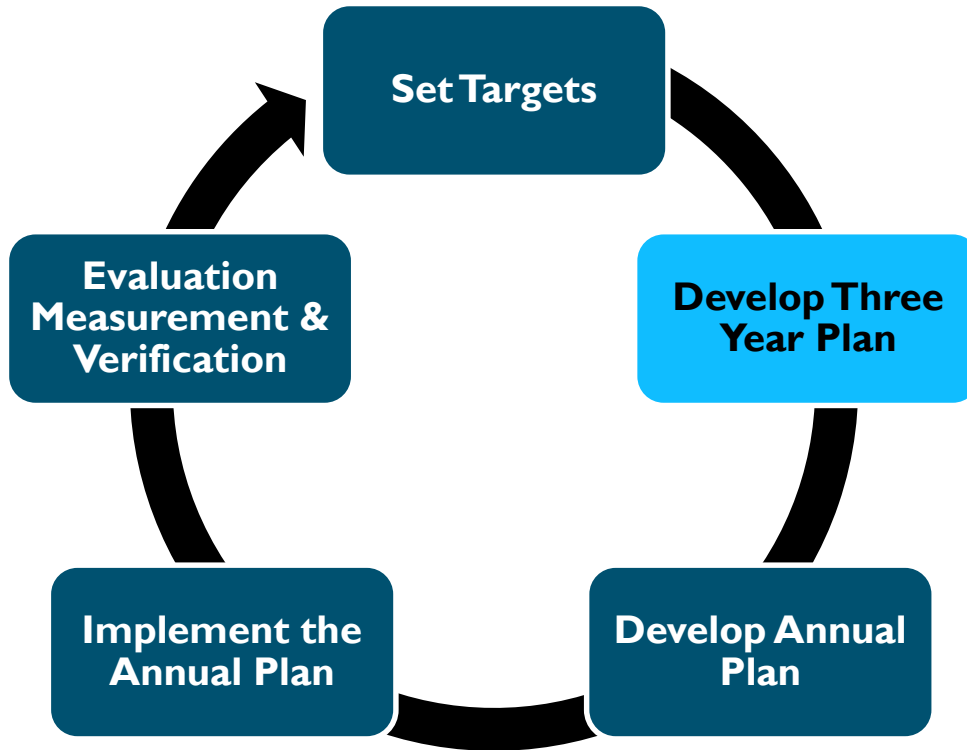 Set Targets
Develop Three
Year Plan
Develop Annual
Plan
Implement the
Annual Plan
Evaluation
Measurement &
Verification